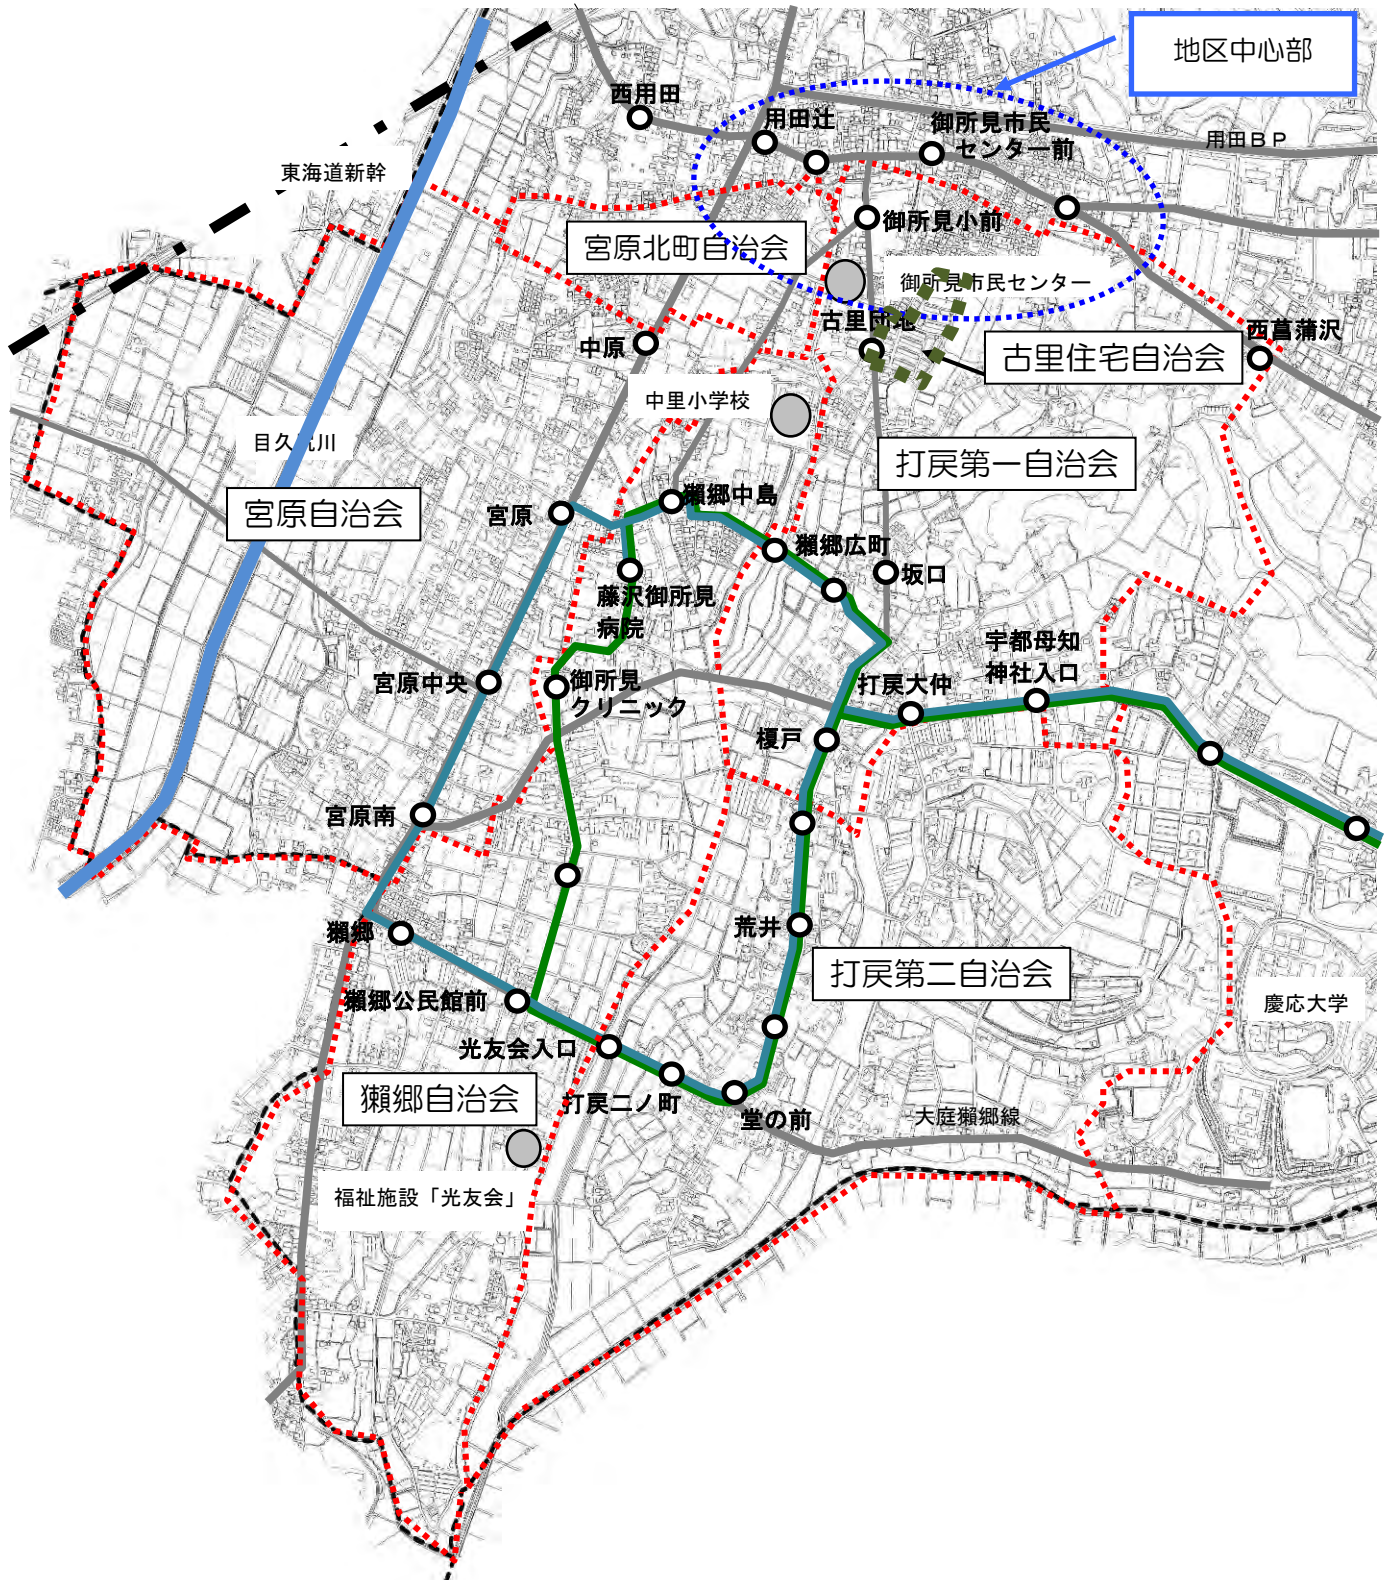 地区中心部
西用田
用田辻
御所見市民
センター前
用田ＢＰ
東海道新幹
御所見小前
宮原北町自治会
御所見市民センター
古里団地
中原
西菖蒲沢
古里住宅自治会
中里小学校
目久尻川
打戻第一自治会
宮原自治会
宮原
獺郷中島
獺郷広町
坂口
藤沢御所見
病院
宇都母知
神社入口
宮原中央
御所見
クリニック
打戻大仲
榎戸
宮原南
獺郷
荒井
打戻第二自治会
獺郷公民館前
慶応大学
光友会入口
獺郷自治会
打戻二ノ町
堂の前
大庭獺郷線
福祉施設「光友会」